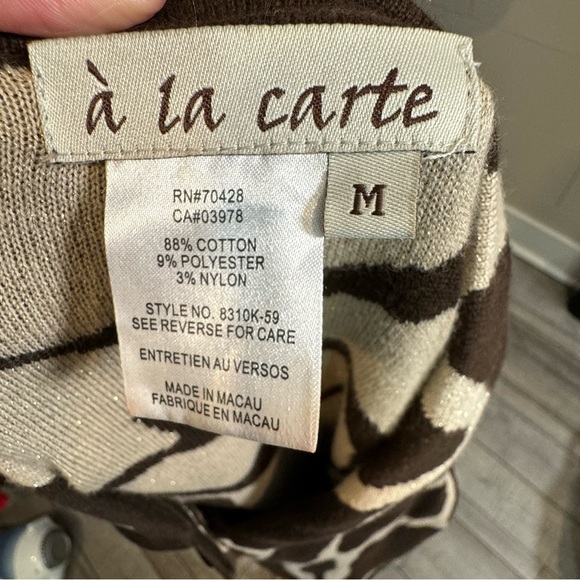 à la carte
M
RN#70428
CA#03978
88% COTTON
9% POLYESTER
3% NYLON
STYLE NO. 8310K-59
SEE REVERSE FOR CARE
ENTRETIEN AU VERSOS
MADE IN MACAU
FABRIQUE EN MACAU